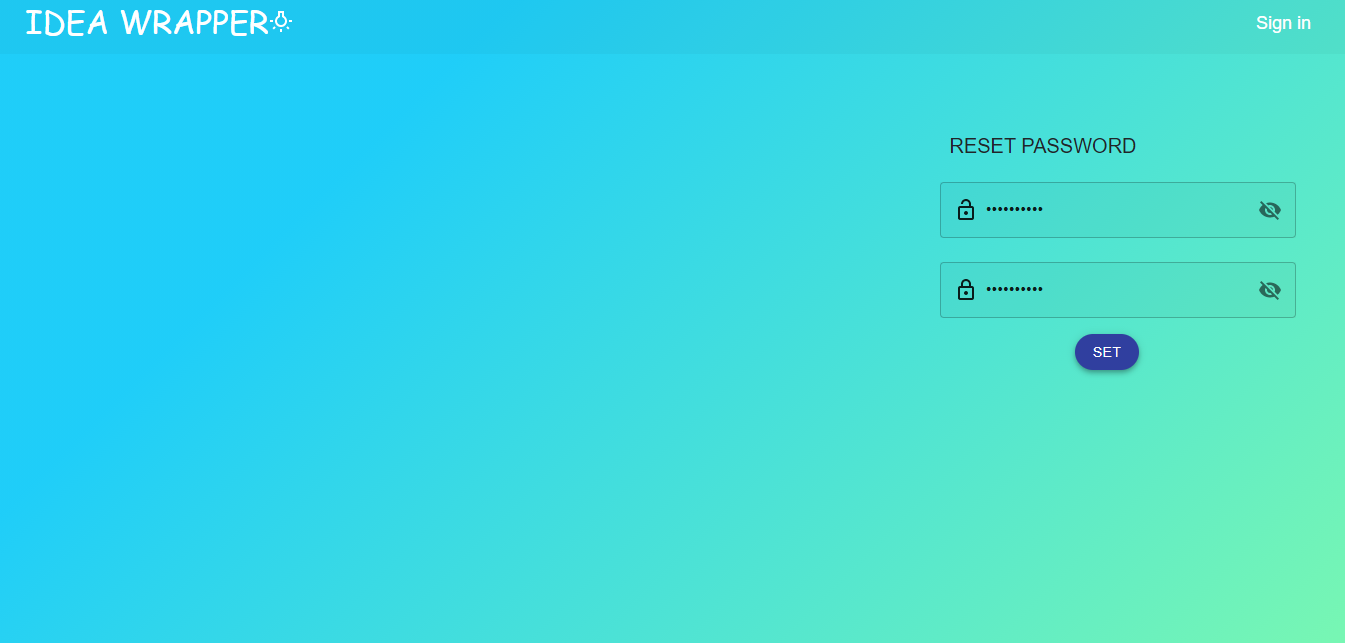 IDEA WRAPPER
Sign in
RESET PASSWORD
••••••••••
••••••••••
SET